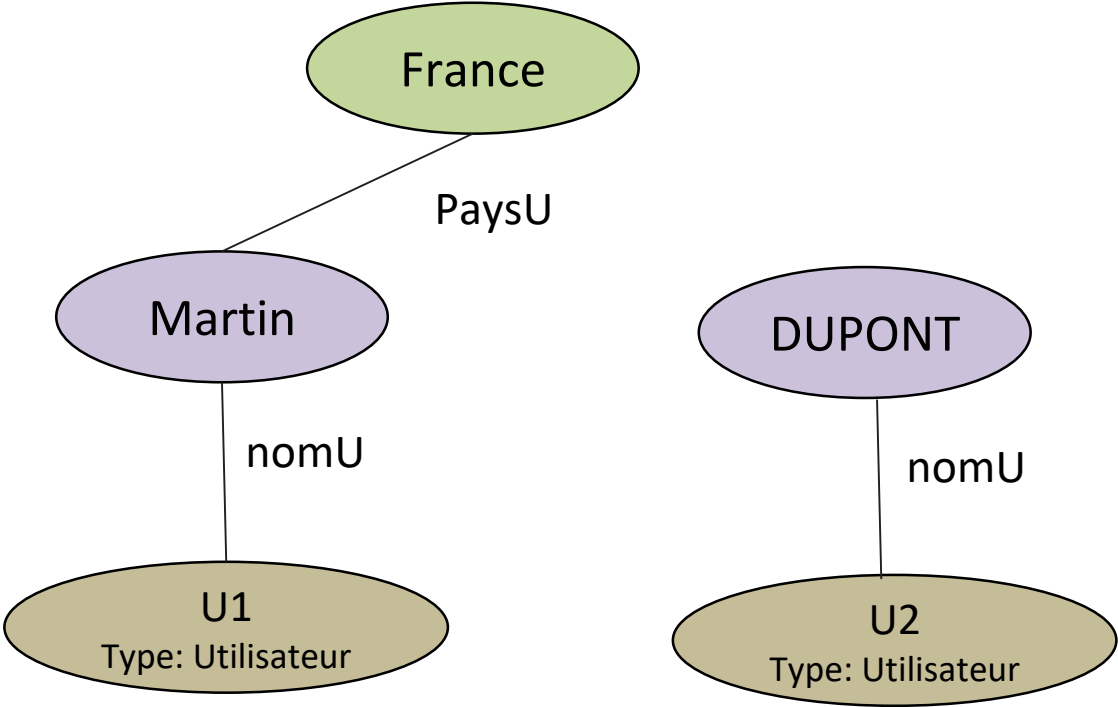 France
PaysU
Martin
DUPONT
nomU
nomU
U1
Type: Utilisateur
U2
Type: Utilisateur